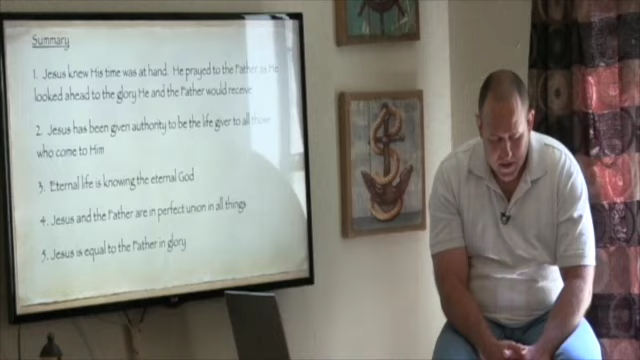 Summary
1. Jesus knew His time was at hand. He prayed to the Father as He
looked ahead to the glory He and the Father would receive
2. Jesus has been given authority to be the life giver to all those
who come to Him
3. Eternal life is knowing the eternal God
4. Jesus and the Father are in perfect union in all things
5. Jesus is equal to the Father in glory